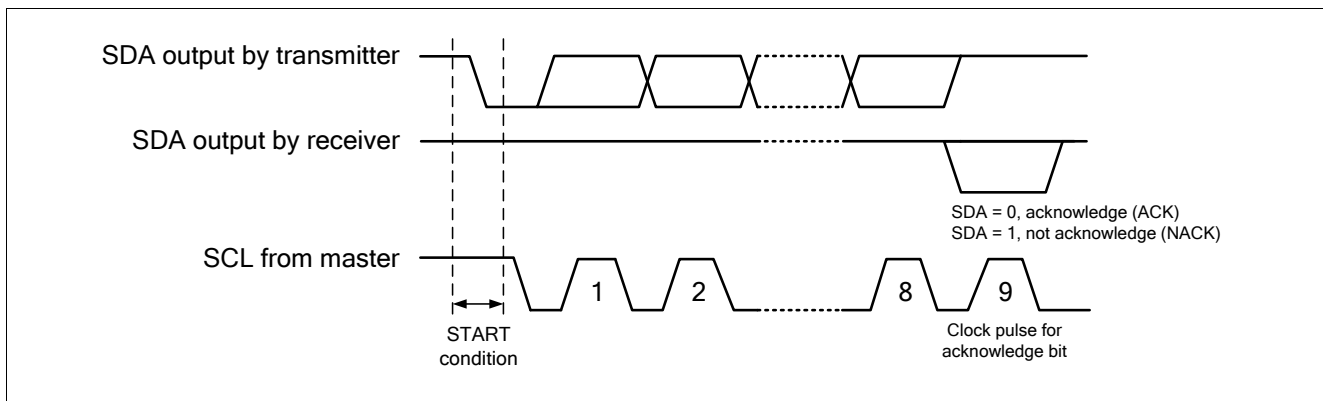 SDA output by transmitter
SDA output by receiver
SDA = 0, acknowledge (ACK)
SDA = 1, not acknowledge (NACK)
SCL from master
1
2
8
9
START
condition
Clock pulse for
acknowledge bit